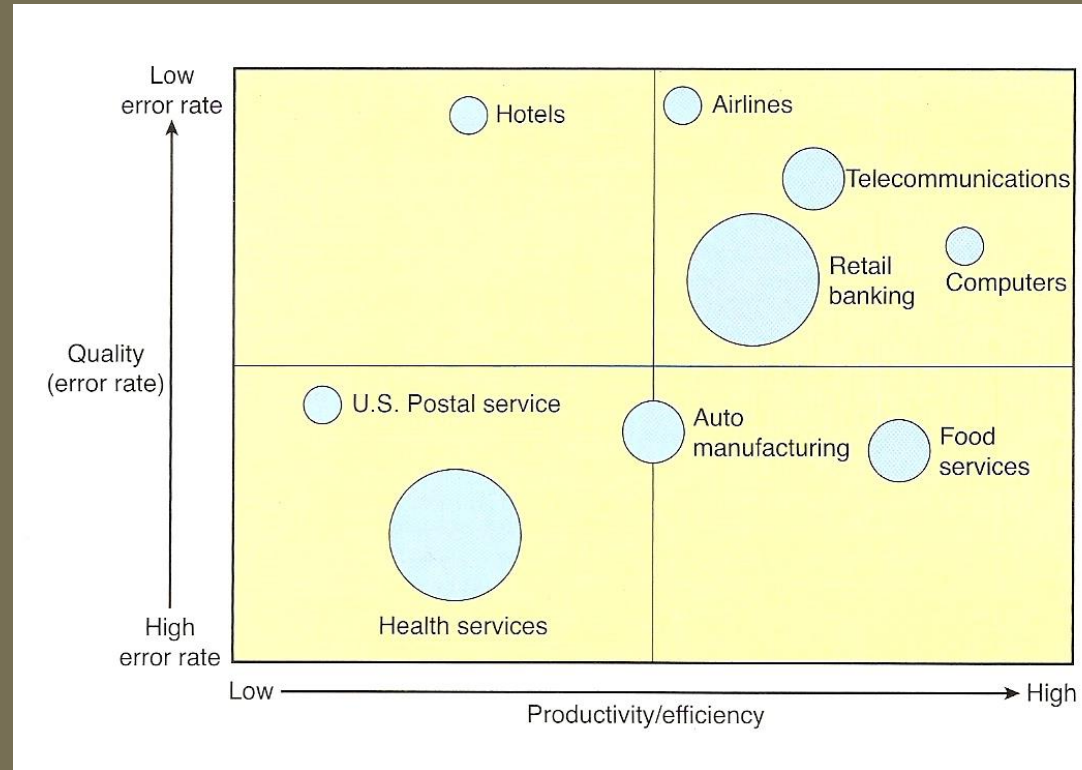 Low
error rate
Hotels
Airlines
Telecommunications
Retail
banking
Computers
Quality
(error rate)
U.S. Postal service
Auto
manufacturing
Food
services
Health services
High
error rate
Low
High
Productivity/efficiency